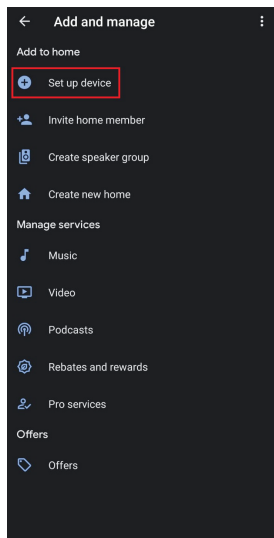 Add and manage
Add to home
Set up device
Invite home member
Create speaker group
Create new home
Manage services
Music
Video
Podcasts
Rebates and rewards
Pro services
Offers
Offers